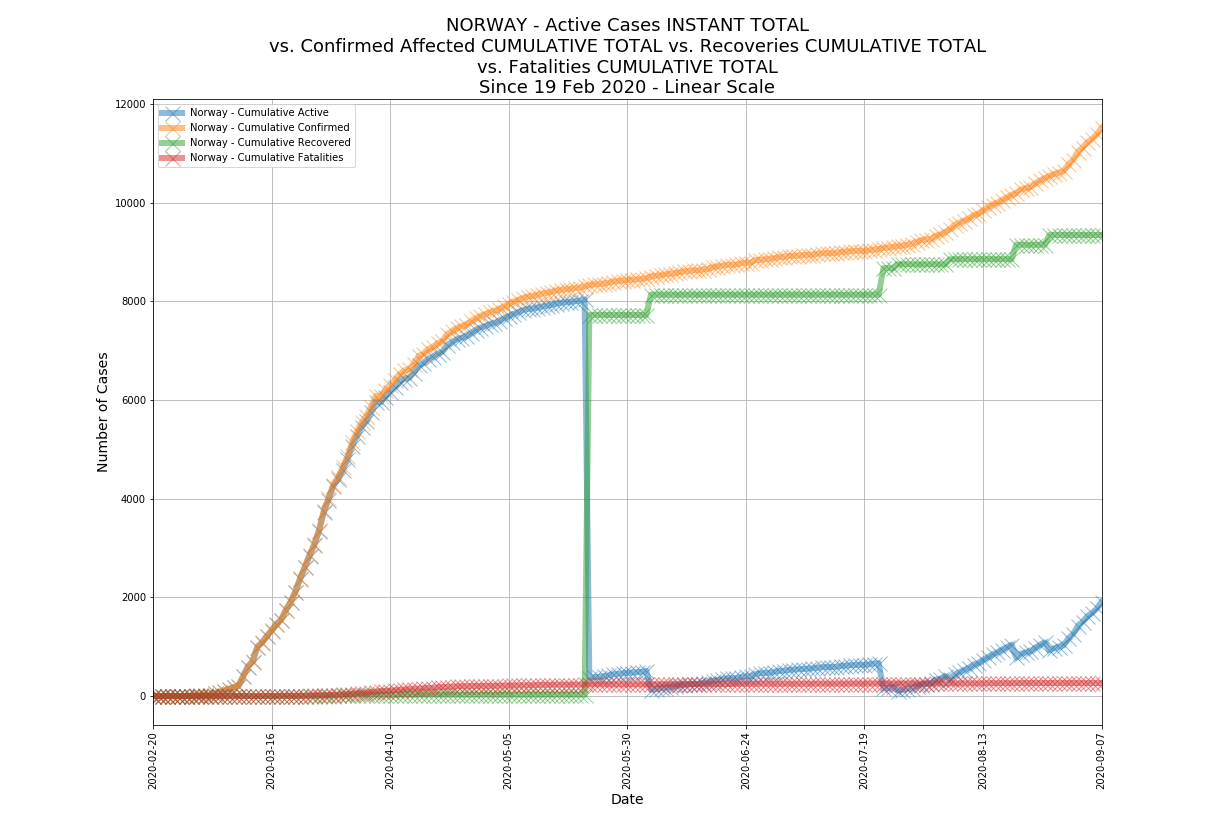 NORWAY - Active Cases INSTANT TOTAL
vs. Confirmed Affected CUMULATIVE TOTAL vs. Recoveries CUMULATIVE TOTAL
vs. Fatalities CUMULATIVE TOTAL
Since 19 Feb 2020 - Linear Scale
Norway - Cumulative Active
Norway - Cumulative Confirmed
Norway - Cumulative Recovered
Norway - Cumulative Fatalities
Number of Cases
12000
10000
8000
6000
4000
2000
0
2020-02-20
2020-03-16
2020-04-10
2020-05-05
2020-05-30
2020-06-24
2020-07-19
2020-08-13
2020-09-07
Date